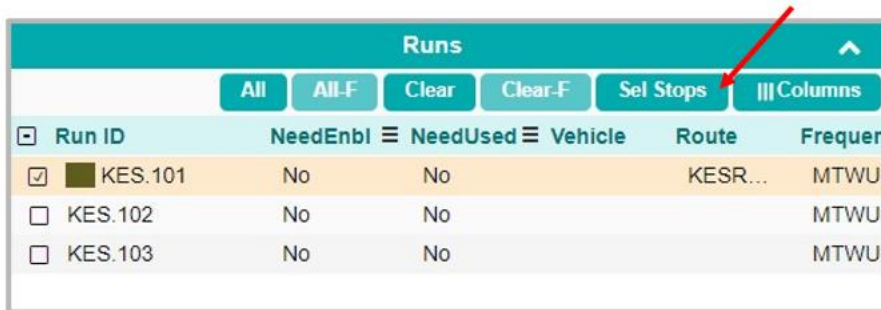 Runs
All All-F Clear Clear-F Sel Stops Columns
Run ID NeedEnbl NeedUsed Vehicle Route Frequer
KES.101 No No KESR... MTWU
KES.102 No No MTWU
KES.103 No No MTWU